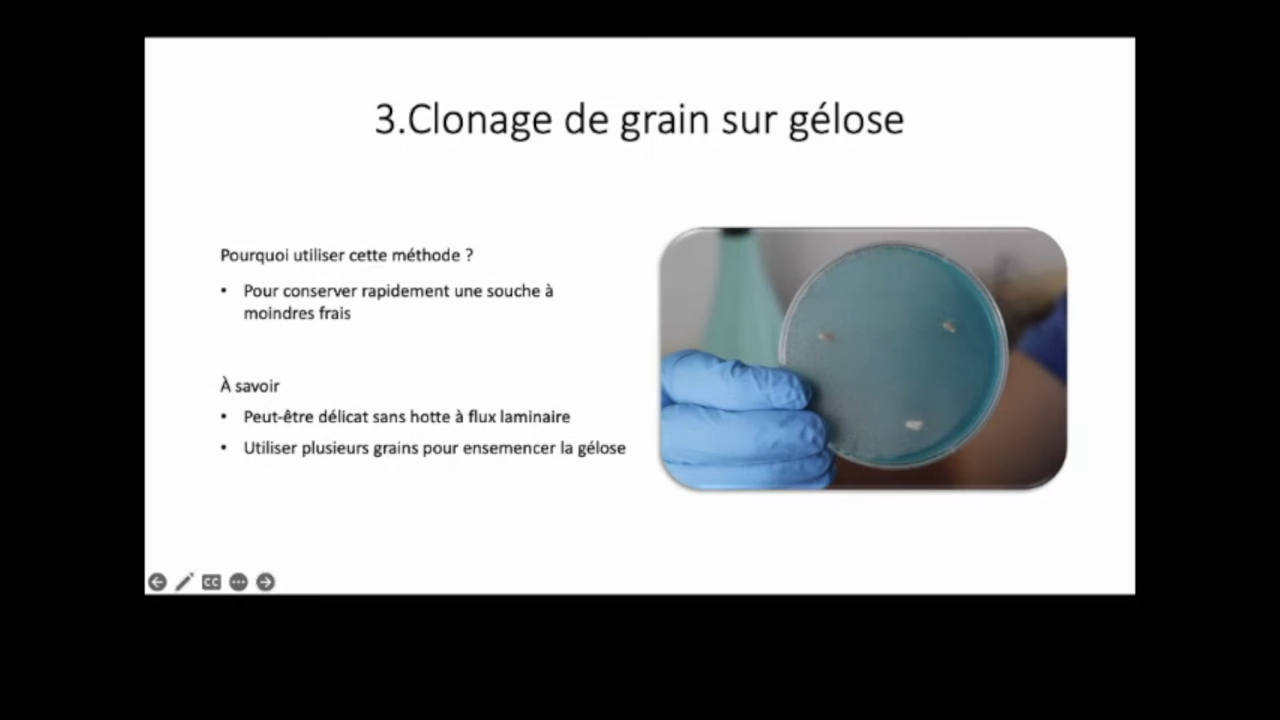 3.Clonage de grain sur gélose
Pourquoi utiliser cette méthode ?
• Pour conserver rapidement une souche à
moindres frais
À savoir
• Peut-être délicat sans hotte à flux laminaire
• Utiliser plusieurs grains pour ensemencer la gélose
CC